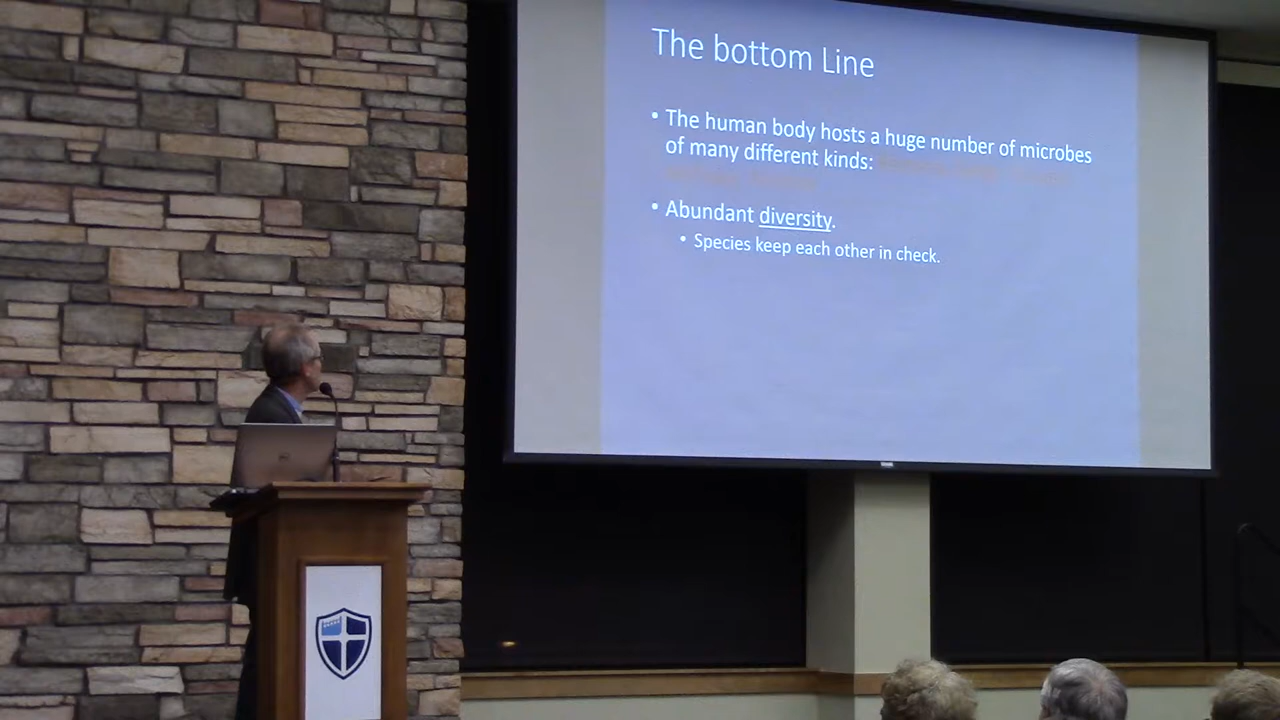 The bottom Line
• The human body hosts a huge number of microbes
of many different kinds:
• Abundant diversity.
• Species keep each other in check.